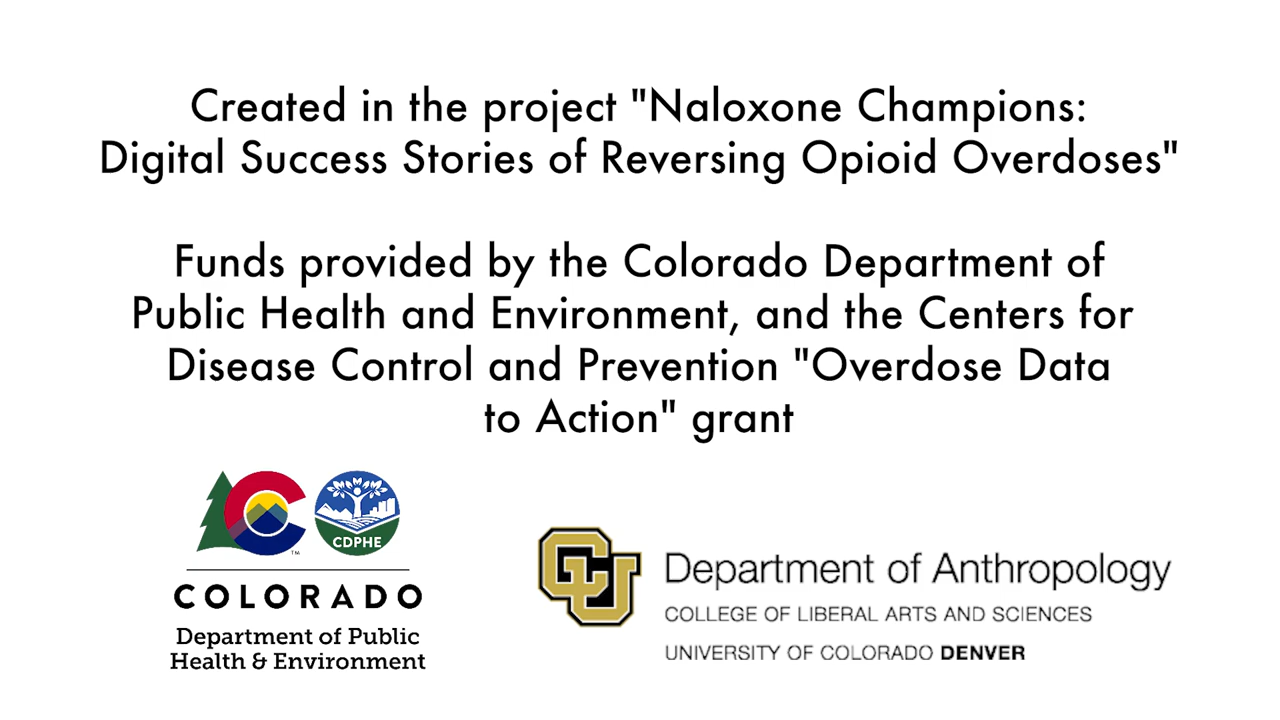 Created in the project "Naloxone Champions:
Digital Success Stories of Reversing Opioid Overdoses"
Funds provided by the Colorado Department of
Public Health and Environment, and the Centers for
Disease Control and Prevention "Overdose Data
to Action" grant
CDPHE
TM
COLORADO
Department of Public
Health & Environment
CU
Department of Anthropology
COLLEGE OF LIBERAL ARTS AND SCIENCES
UNIVERSITY OF COLORADO DENVER